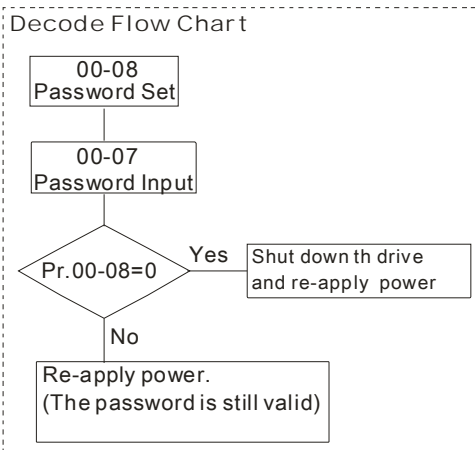 Decode Flow Chart
00-08
Password Set
00-07
Password Input
Pr.00-08=0
Yes
Shut down th drive
and re-apply power
No
Re-apply power.
(The password is still valid)